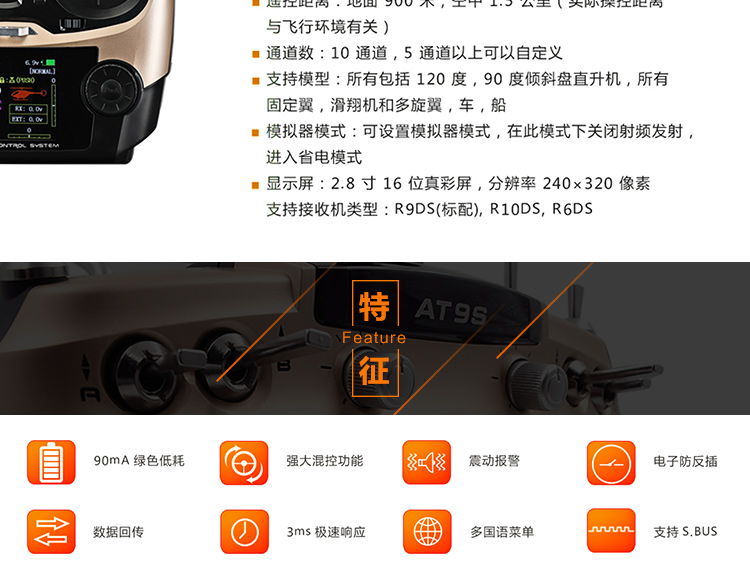 遥控距离：地面 900 米，空中 1.5 公里（实际操控距离
与飞行环境有关）
通道数：10 通道，5 通道以上可以自定义
支持模型：所有包括 120 度，90 度倾斜盘直升机，所有
固定翼，滑翔机和多旋翼，车，船
模拟器模式：可设置模拟器模式，在此模式下关闭射频发射，
进入省电模式
显示屏：2.8 寸 16 位真彩屏，分辨率 240×320 像素
支持接收机类型：R9DS(标配), R10DS, R6DS
6.9v
[NORMAL]
(PUSH)
0
RX: 0.0v
EXT: 0.0v
0
0
ONTROL SYSTEM
特
Feature
征
AT9S
A
B
90mA 绿色低耗
强大混控功能
震动报警
电子防反插
数据回传
3ms 极速响应
多国语菜单
支持 S.BUS